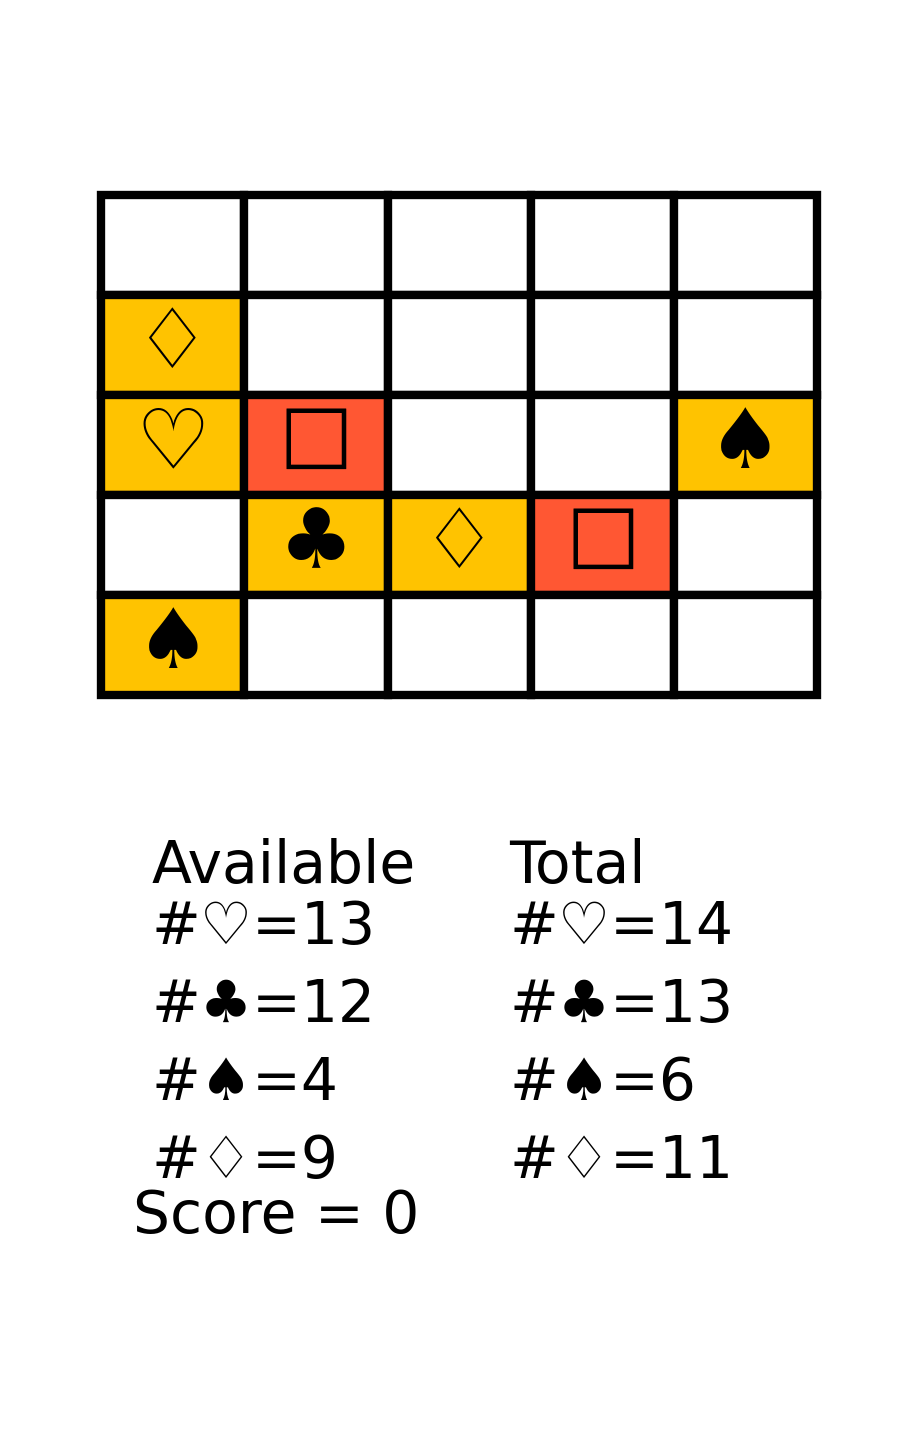 ♢
♡ □ ♠
♣ ♢ □
♠
Available Total
#♡=13 #♡=14
#♣=12 #♣=13
#♠=4 #♠=6
#♢=9 #♢=11
Score = 0